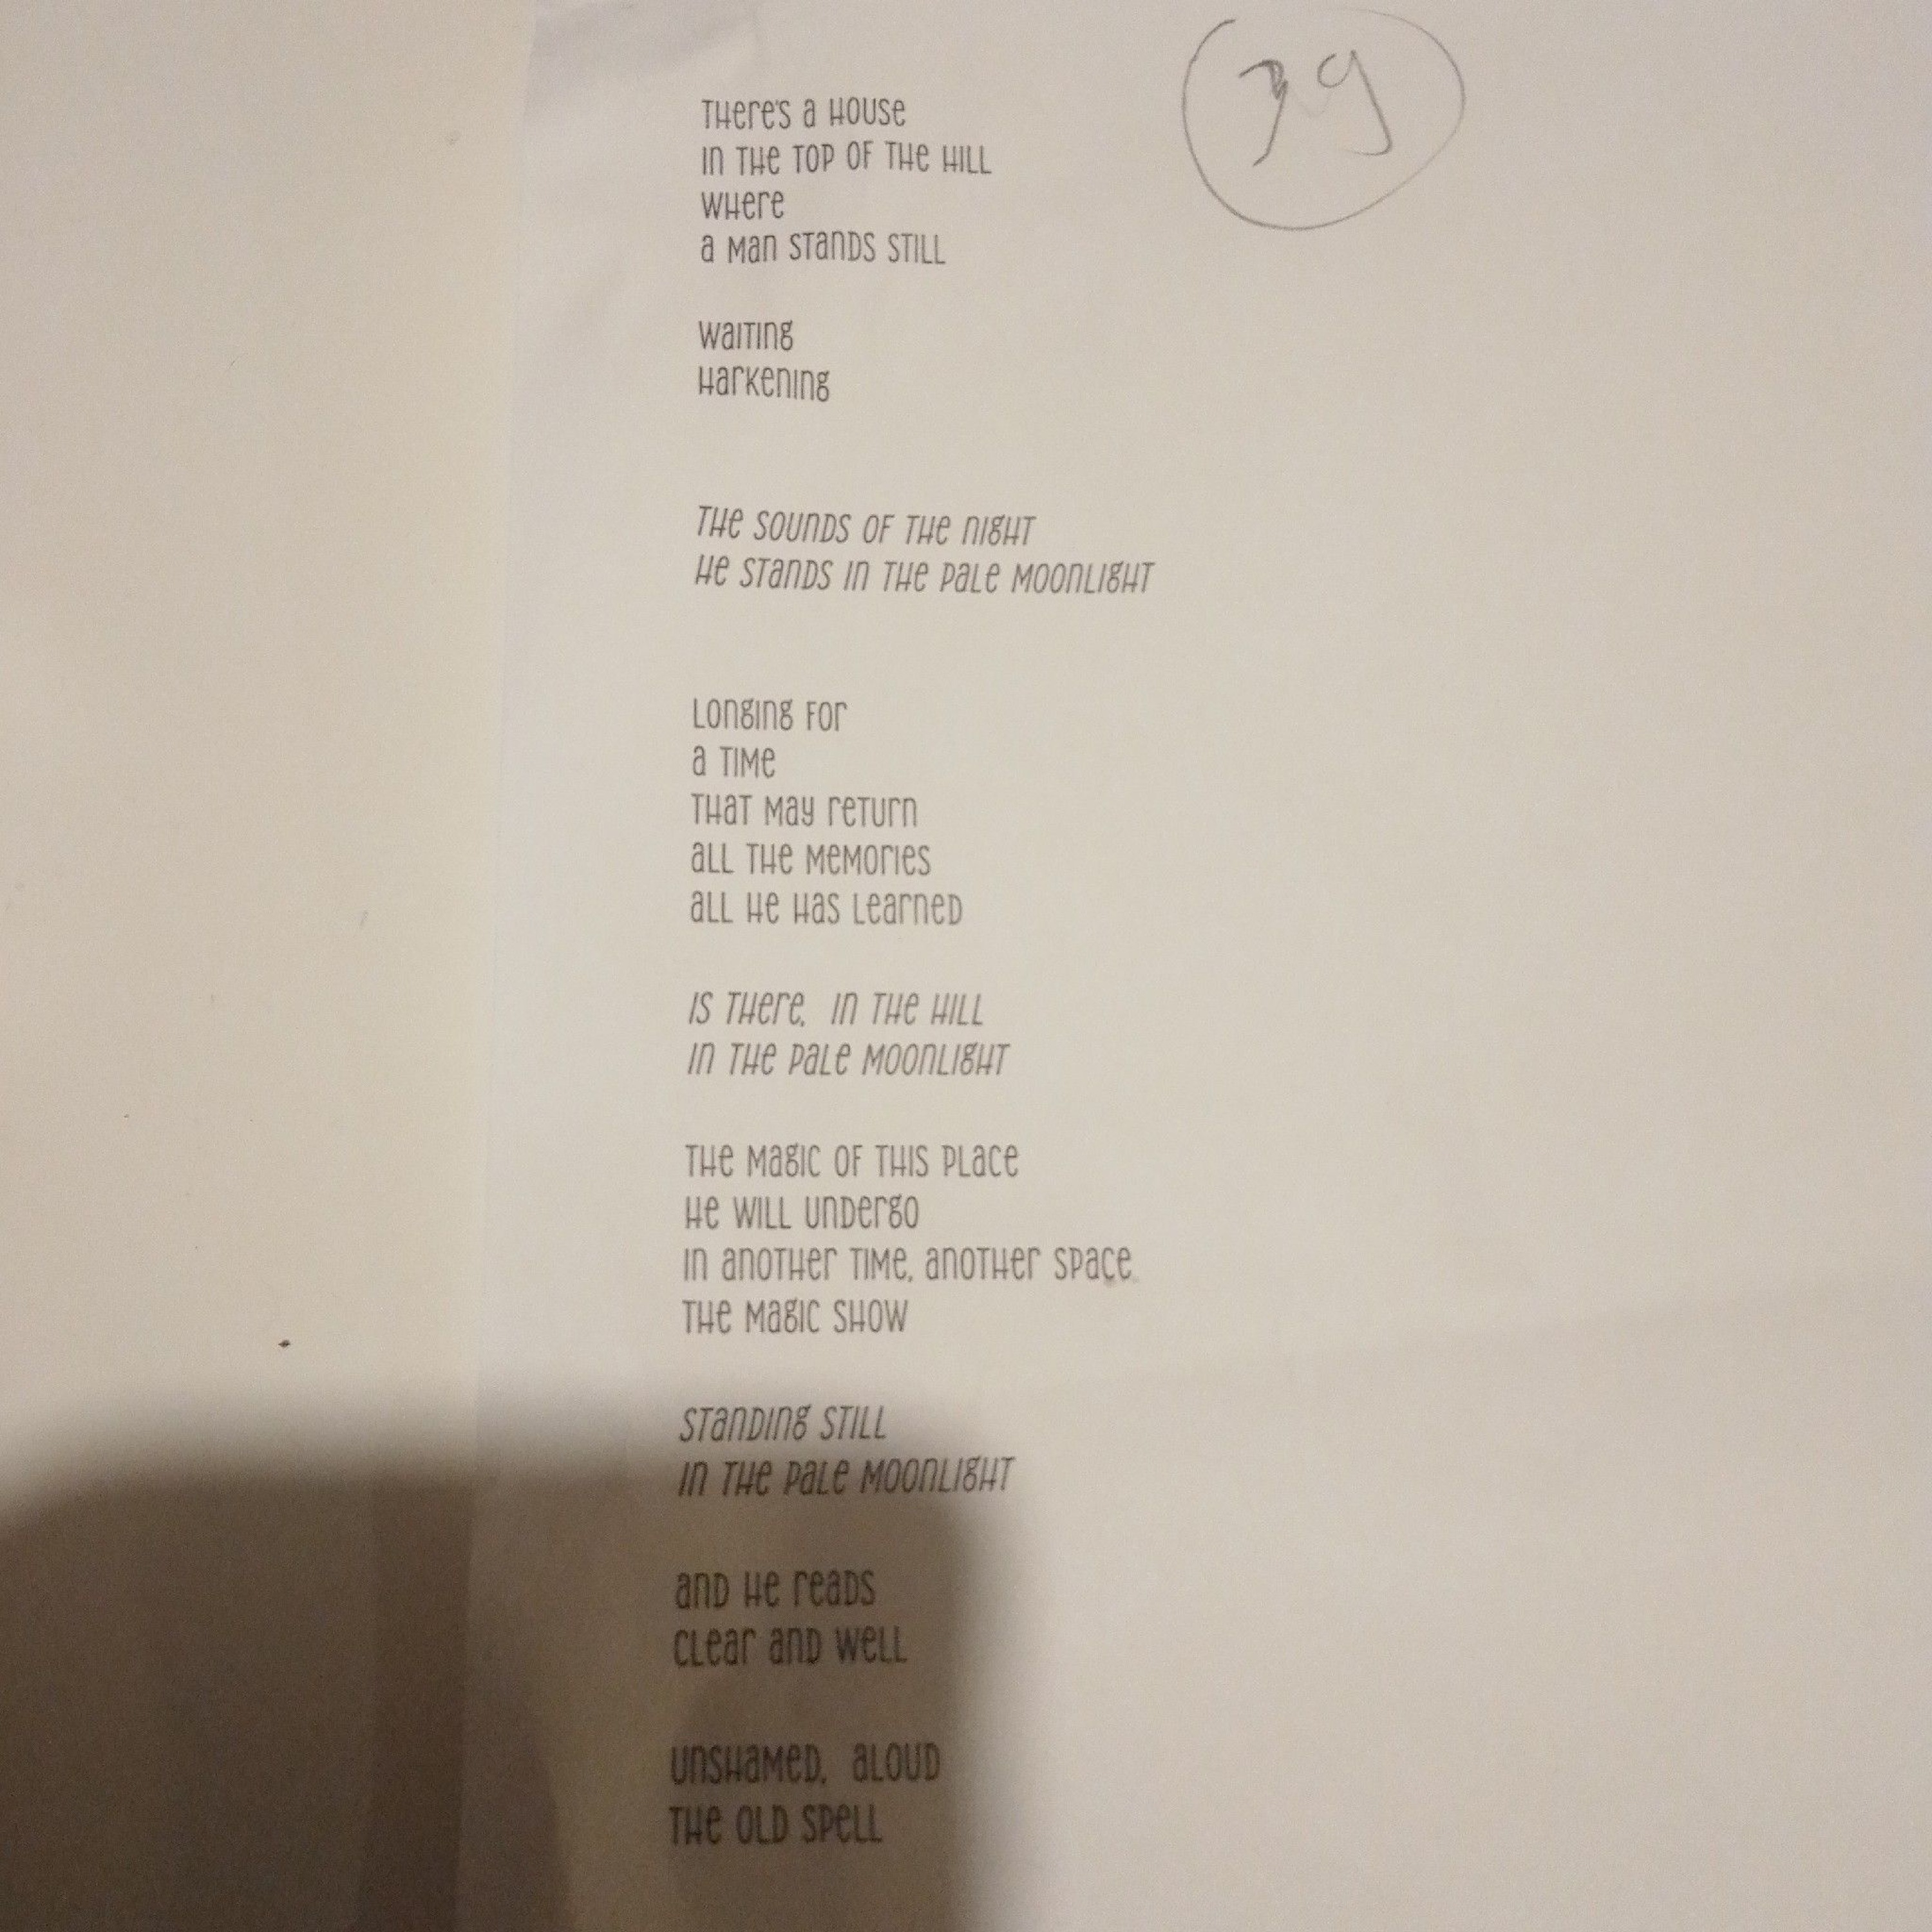 39
There's a house
in the top of the hill
where
a man stands still
waiting
harkening
The sounds of the night
he stands in the pale moonlight
Longing for
a time
that may return
all the memories
all he has learned
Is there, in the hill
in the pale moonlight
The magic of this place
he will undergo
in another time, another space
the magic show
Standing still
in the pale moonlight
and he reads
clear and well
unshamed, aloud
the old spell